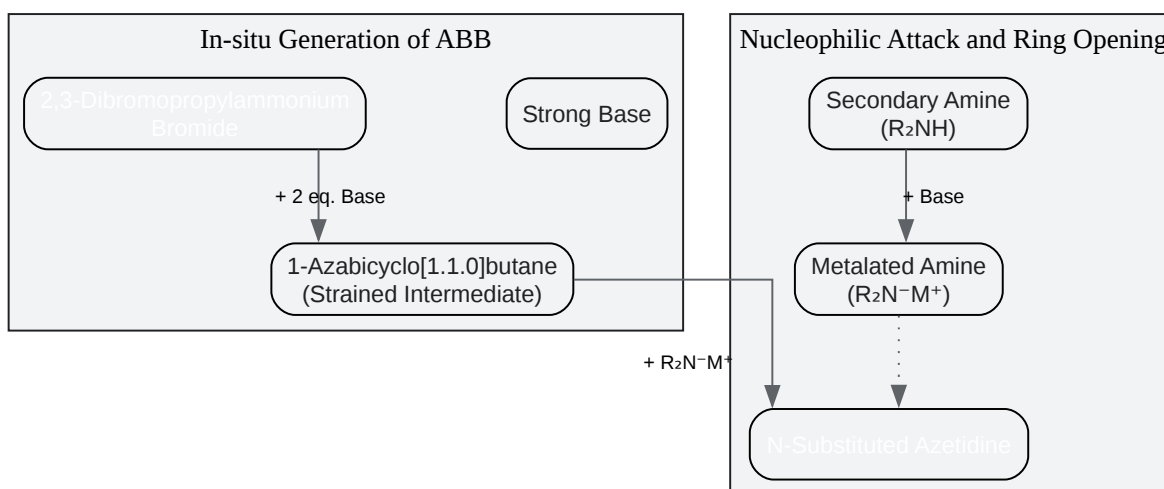 In-situ Generation of ABB
2,3-Dibromopropylammonium
Bromide
Strong Base
+ 2 eq. Base
1-Azabicyclo[1.1.0]butane
(Strained Intermediate)
Nucleophilic Attack and Ring Opening
Secondary Amine
(R₂NH)
+ Base
Metalated Amine
(R₂N⁻M⁺)
+ R₂N⁻M⁺
N-Substituted Azetidine